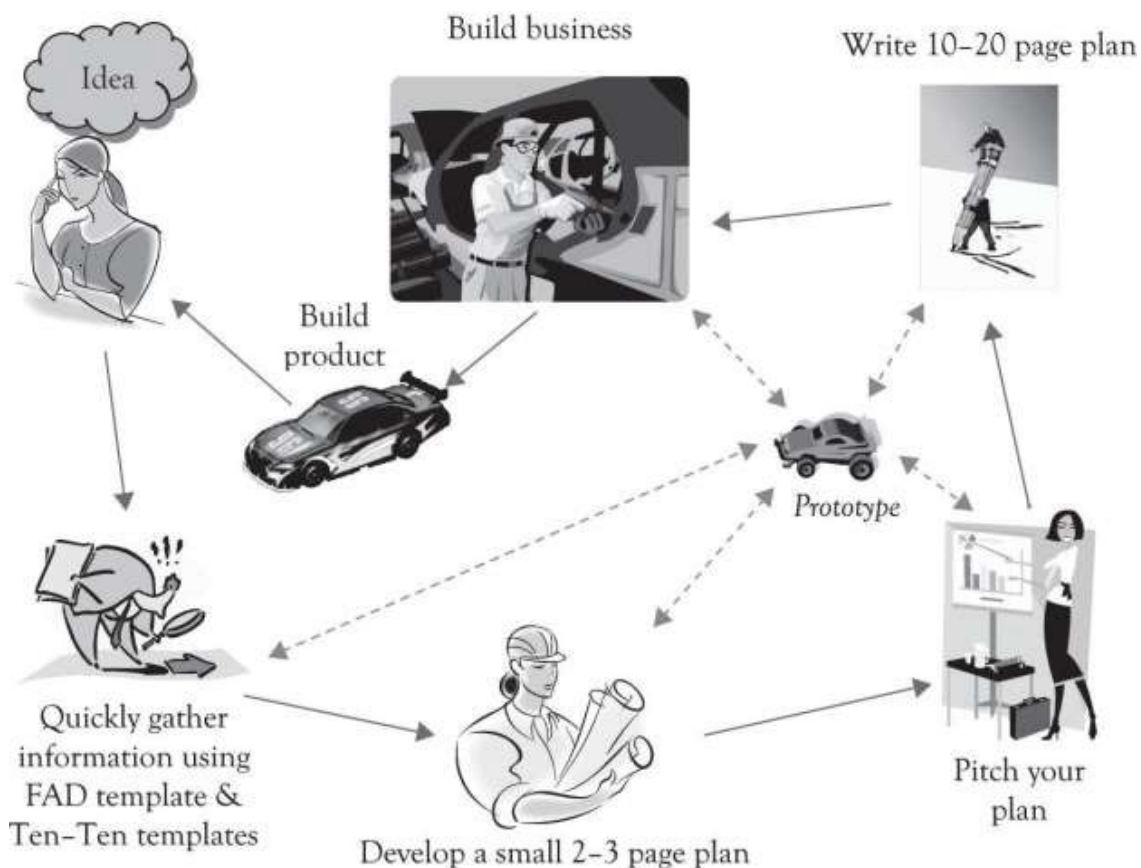 Idea
Build business
Write 10–20 page plan
Build
product
Prototype
Quickly gather
information using
FAD template &
Ten–Ten templates
Develop a small 2–3 page plan
Pitch your
plan